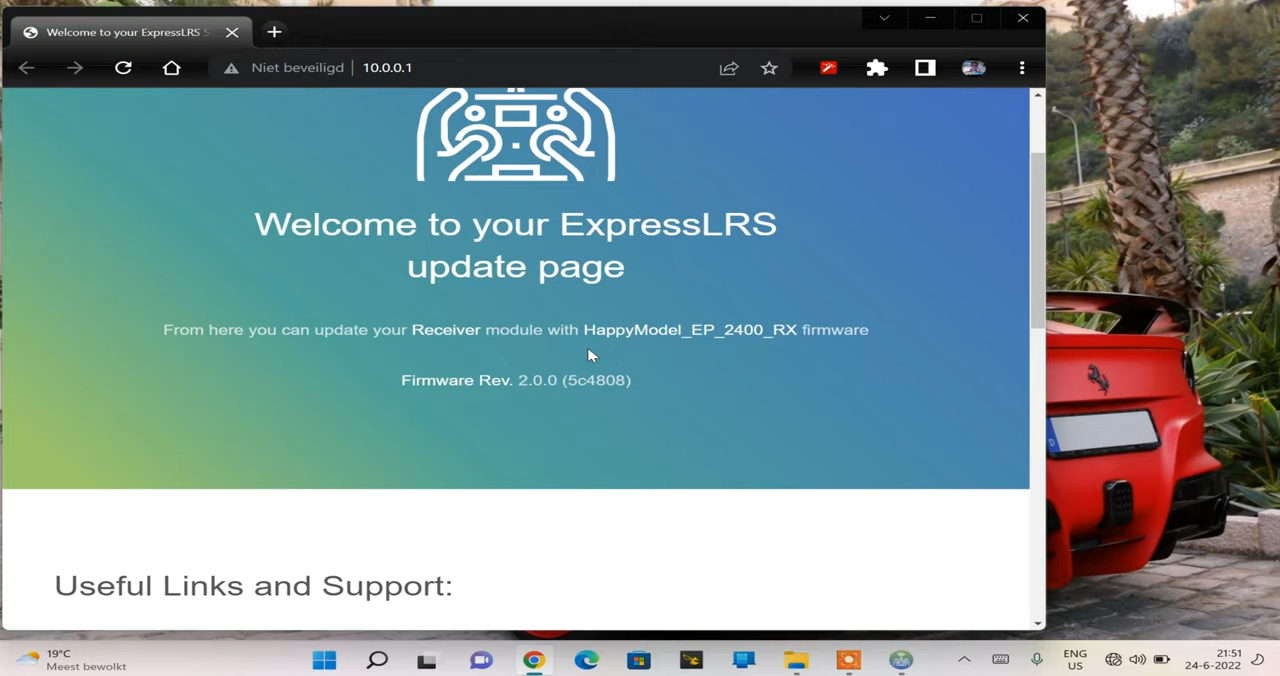 Welcome to your ExpressLRS S
Niet beveiligd | 10.0.0.1
Welcome to your ExpressLRS
update page
From here you can update your Receiver module with HappyModel_EP_2400_RX firmware
Firmware Rev. 2.0.0 (5c4808)
Useful Links and Support:
19°C
Meest bewolkt
ENG
US
21:51
24-6-2022
D